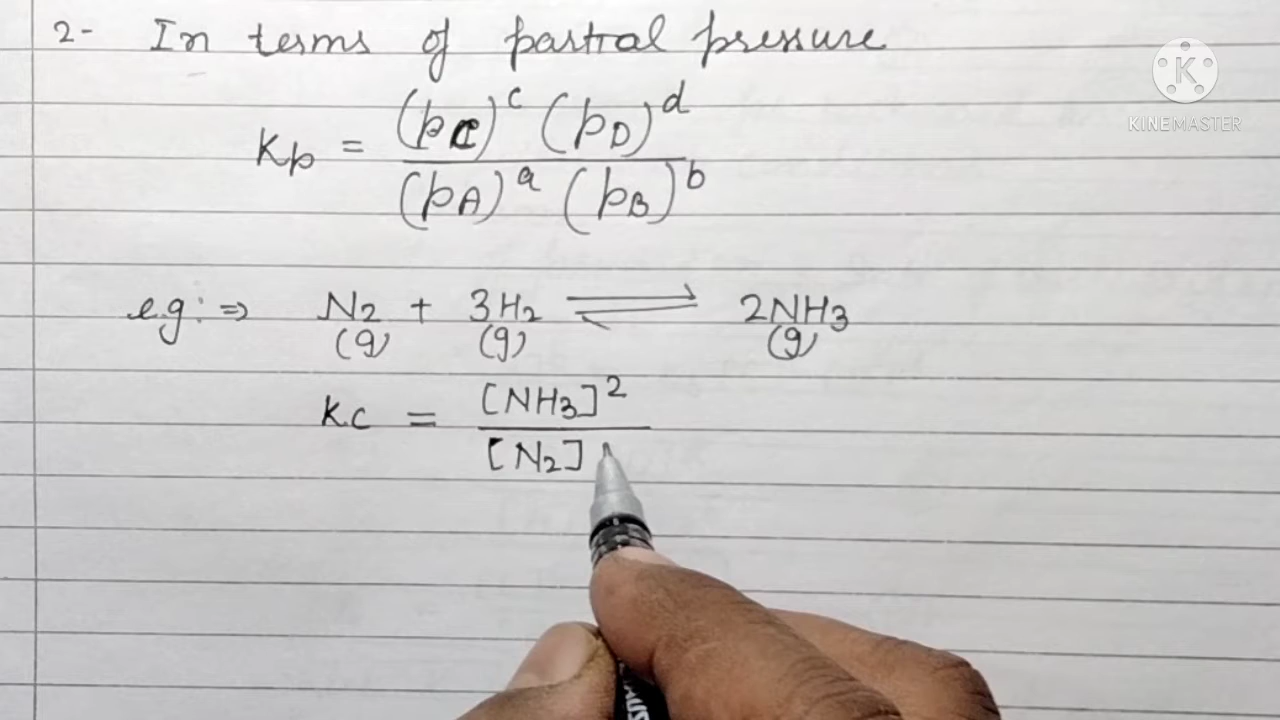 2- In terms of partial pressure
Kp = (pC)^c (pD)^d / (pA)^a (pB)^b
e.g:⇒ N2 (g) + 3H2 (g) ⇌ 2NH3 (g)
Kc = [NH3]^2 / [N2]
K
KINEMASTER